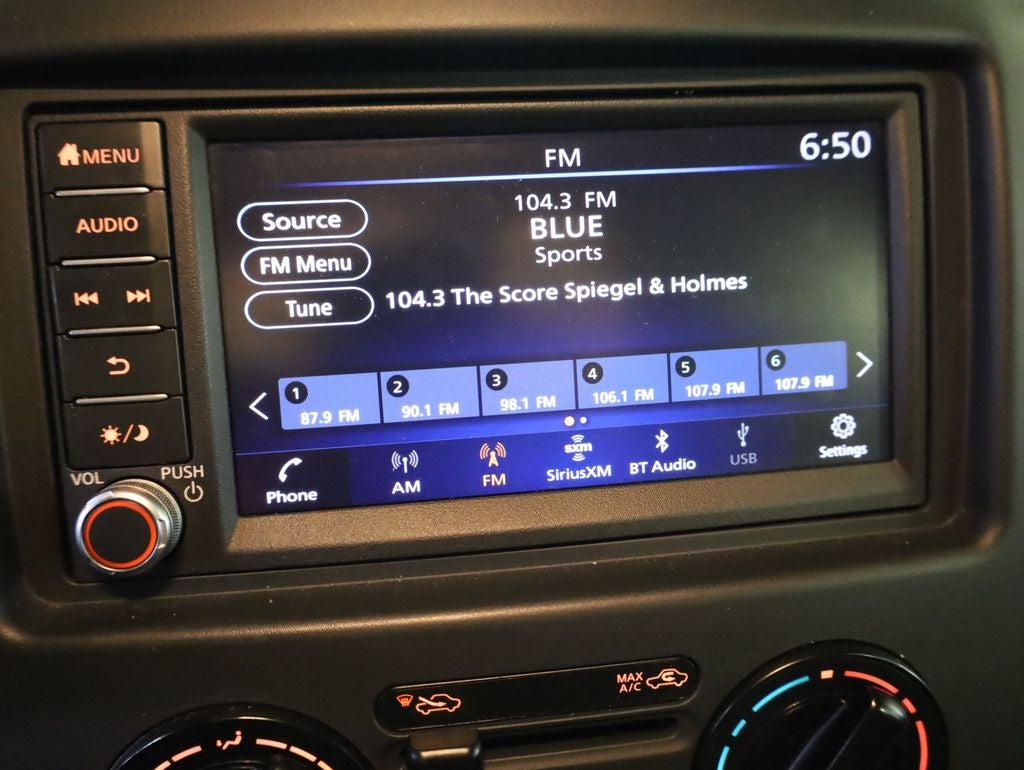 MENU
AUDIO
VOL
PUSH
FM
6:50
Source
FM Menu
Tune
104.3 FM
BLUE
Sports
104.3 The Score Spiegel & Holmes
1
87.9 FM
2
90.1 FM
3
98.1 FM
4
106.1 FM
5
107.9 FM
6
107.9 FM
Phone
AM
FM
sxm
SiriusXM
BT Audio
USB
Settings
MAX
A/C